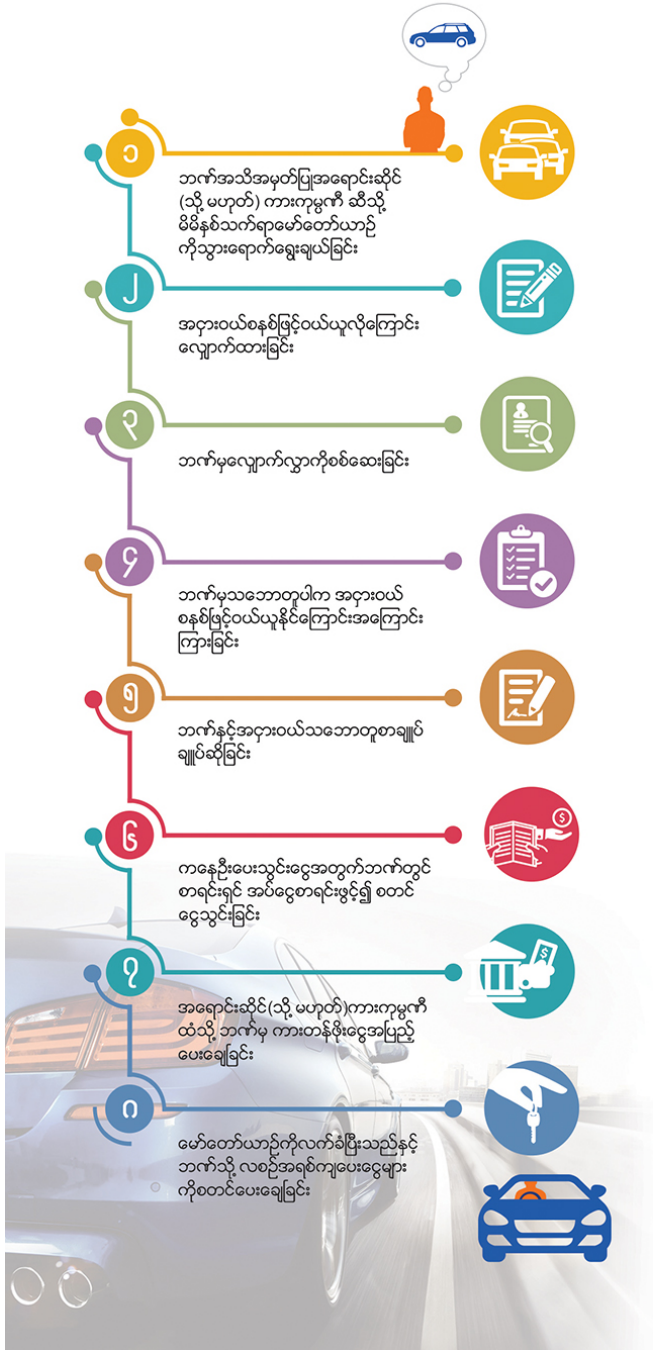 ၁
ဘဏ်အသိအမှတ်ပြုအရောင်းဆိုင်
(သို့ မဟုတ်) ကားကုမ္ပဏီ ဆီသို့
မိမိနှစ်သက်ရာမော်တော်ယာဉ်
ကိုသွားရောက်ရွေးချယ်ခြင်း
၂
အငှားဝယ်စနစ်ဖြင့်ဝယ်ယူလိုကြောင်း
လျှောက်ထားခြင်း
၃
ဘဏ်မှလျှောက်လွှာကိုစစ်ဆေးခြင်း
၄
ဘဏ်မှသဘောတူပါက အငှားဝယ်
စနစ်ဖြင့်ဝယ်ယူနိုင်ကြောင်းအကြောင်း
ကြားခြင်း
၅
ဘဏ်နှင့်အငှားဝယ်သဘောတူစာချူပ်
ချူပ်ဆိုခြင်း
၆
ကနဦးပေးသွင်းငွေအတွက်ဘဏ်တွင်
စာရင်းရှင် အပ်ငွေစာရင်းဖွင့်၍ စတင်
ငွေသွင်းခြင်း
၇
အရောင်းဆိုင်(သို့ မဟုတ်)ကားကုမ္ပဏီ
ထံသို့ ဘဏ်မှ ကားတန်ဖိုးငွေအပြည့်
ပေးချေခြင်း
၈
မော်တော်ယာဉ်ကိုလက်ခံပြီးသည်နှင့်
ဘဏ်သို့ လစဉ်အရစ်ကျပေးငွေများ
ကိုစတင်ပေးချေခြင်း